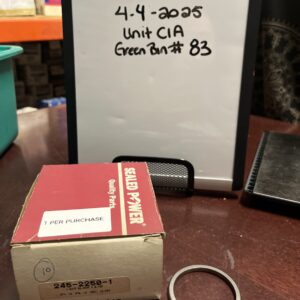 4-4-2025
Unit C1A
Green Bin# 83
SEALED POWER
Quality Parts
1 PER PURCHASE
10
245-2250-1